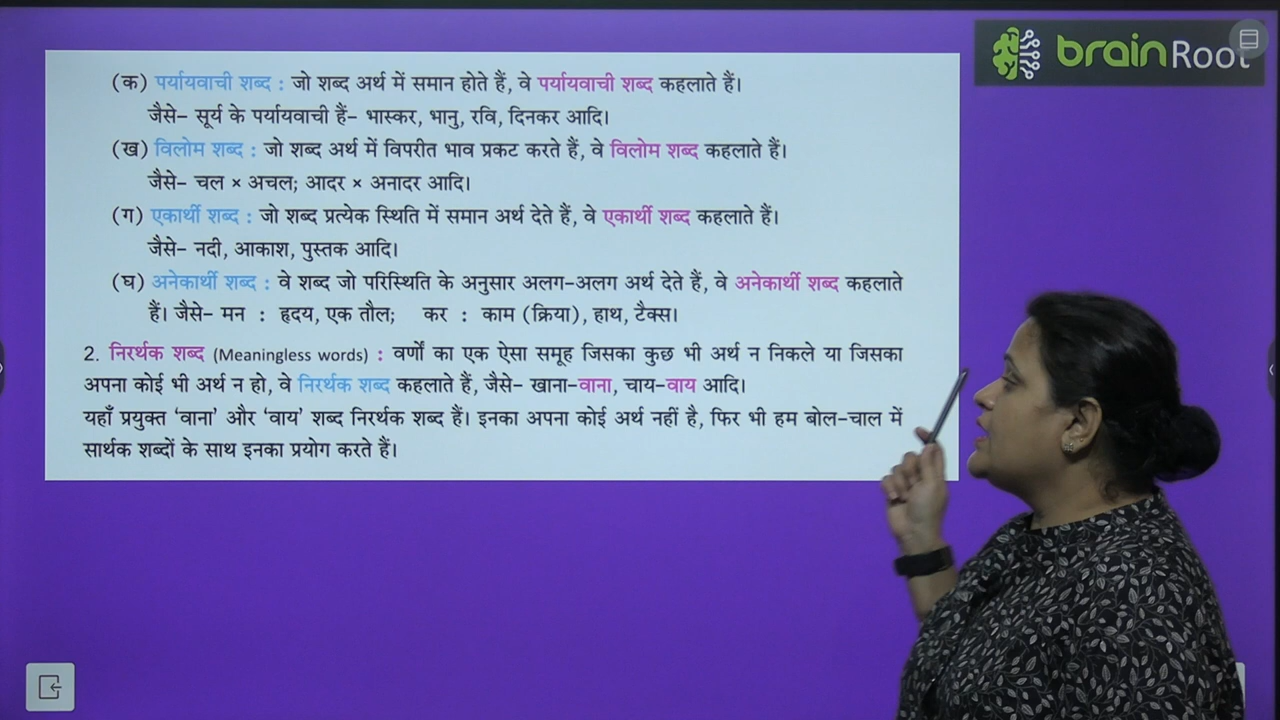 brainRoot
(क) पर्यायवाची शब्द : जो शब्द अर्थ में समान होते हैं, वे पर्यायवाची शब्द कहलाते हैं।
जैसे– सूर्य के पर्यायवाची हैं– भास्कर, भानु, रवि, दिनकर आदि।
(ख) विलोम शब्द : जो शब्द अर्थ में विपरीत भाव प्रकट करते हैं, वे विलोम शब्द कहलाते हैं।
जैसे– चल × अचल; आदर × अनादर आदि।
(ग) एकार्थी शब्द : जो शब्द प्रत्येक स्थिति में समान अर्थ देते हैं, वे एकार्थी शब्द कहलाते हैं।
जैसे– नदी, आकाश, पुस्तक आदि।
(घ) अनेकार्थी शब्द : वे शब्द जो परिस्थिति के अनुसार अलग-अलग अर्थ देते हैं, वे अनेकार्थी शब्द कहलाते
हैं। जैसे– मन : हृदय, एक तौल; कर : काम (क्रिया), हाथ, टैक्स।
2. निरर्थक शब्द (Meaningless words) : वर्णों का एक ऐसा समूह जिसका कुछ भी अर्थ न निकले या जिसका
अपना कोई भी अर्थ न हो, वे निरर्थक शब्द कहलाते हैं, जैसे– खाना-वाना, चाय-वाय आदि।
यहाँ प्रयुक्त ‘वाना’ और ‘वाय’ शब्द निरर्थक शब्द हैं। इनका अपना कोई अर्थ नहीं है, फिर भी हम बोल-चाल में
सार्थक शब्दों के साथ इनका प्रयोग करते हैं।